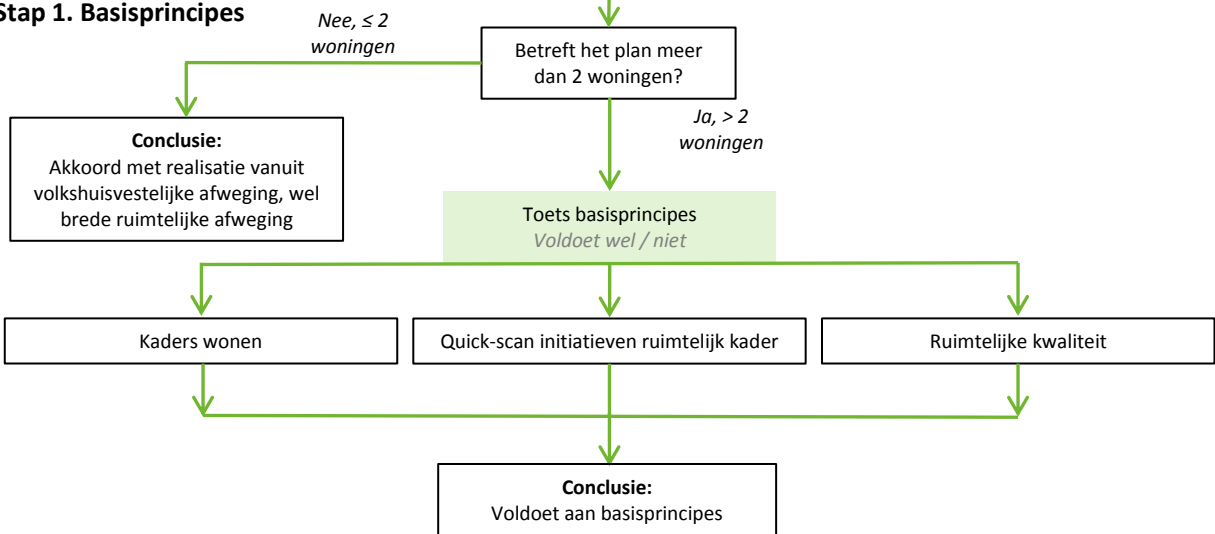 Stap 1. Basisprincipes
Nee, ≤ 2
woningen
Betreft het plan meer
dan 2 woningen?
Ja, > 2
woningen
Conclusie:
Akkoord met realisatie vanuit
volkshuisvestelijke afweging, wel
brede ruimtelijke afweging
Toets basisprincipes
Voldoet wel / niet
Kaders wonen
Quick-scan initiatieven ruimtelijk kader
Ruimtelijke kwaliteit
Conclusie:
Voldoet aan basisprincipes